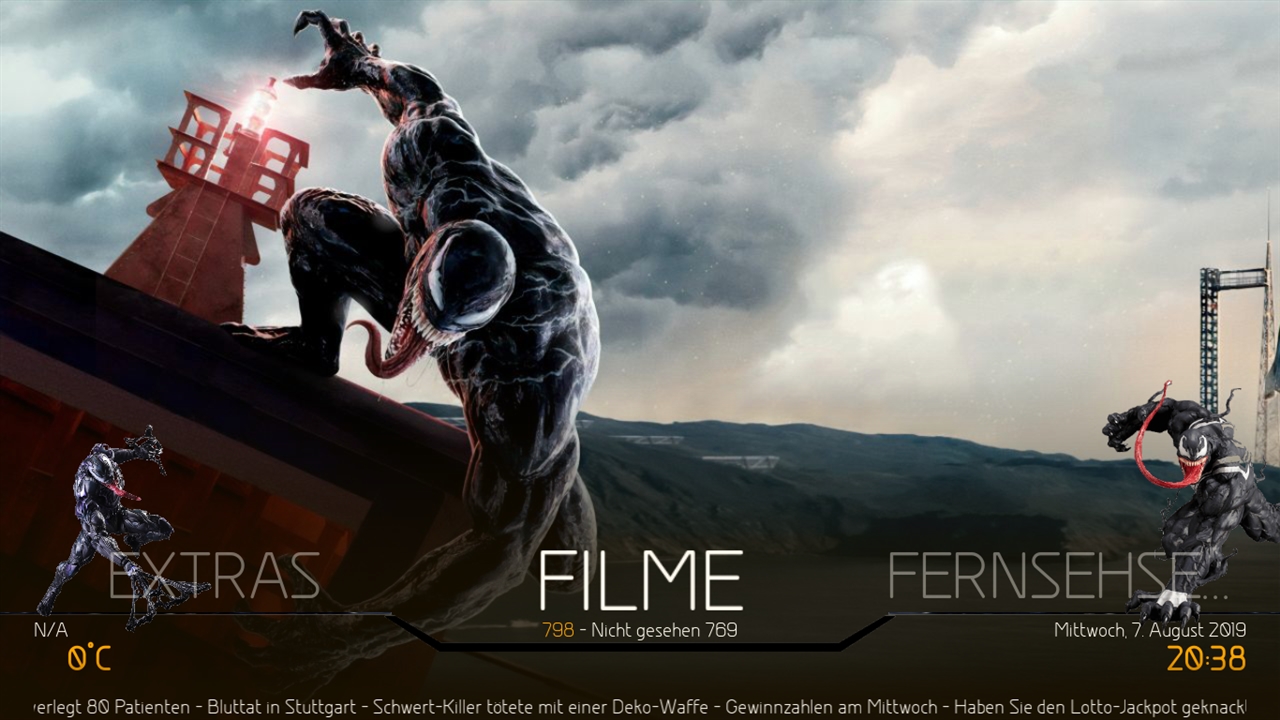 EXTRAS
FILME
FERNSEHSE...
N/A
798 - Nicht gesehen 769
Mittwoch, 7. August 2019
0°C
20:38
verlegt 80 Patienten - Bluttat in Stuttgart - Schwert-Killer tötete mit einer Deko-Waffe - Gewinnzahlen am Mittwoch - Haben Sie den Lotto-Jackpot geknackt